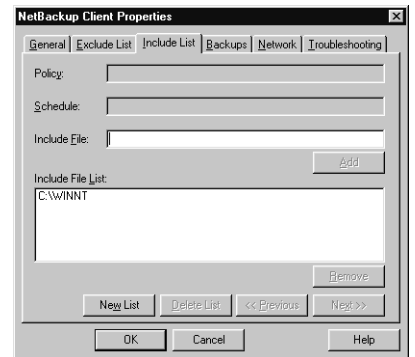 NetBackup Client Properties
General Exclude List Include List Backups Network Troubleshooting
Policy:
Schedule:
Include File:
Add
Include File List:
C:\WINNT
Remove
New List Delete List << Previous Next >>
OK Cancel Help